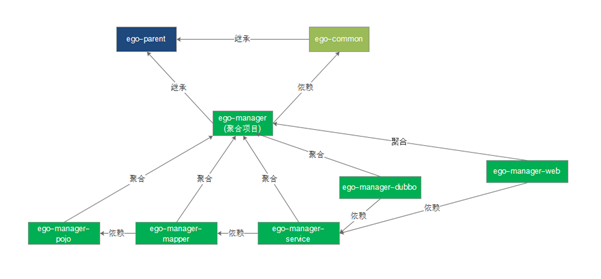 ego-parent
继承
ego-common
继承
依赖
ego-manager
(聚合项目)
聚合
聚合
ego-manager-web
聚合
聚合
聚合
ego-manager-dubbo
依赖
依赖
ego-manager-
pojo
依赖
ego-manager-
mapper
依赖
ego-manager-
service